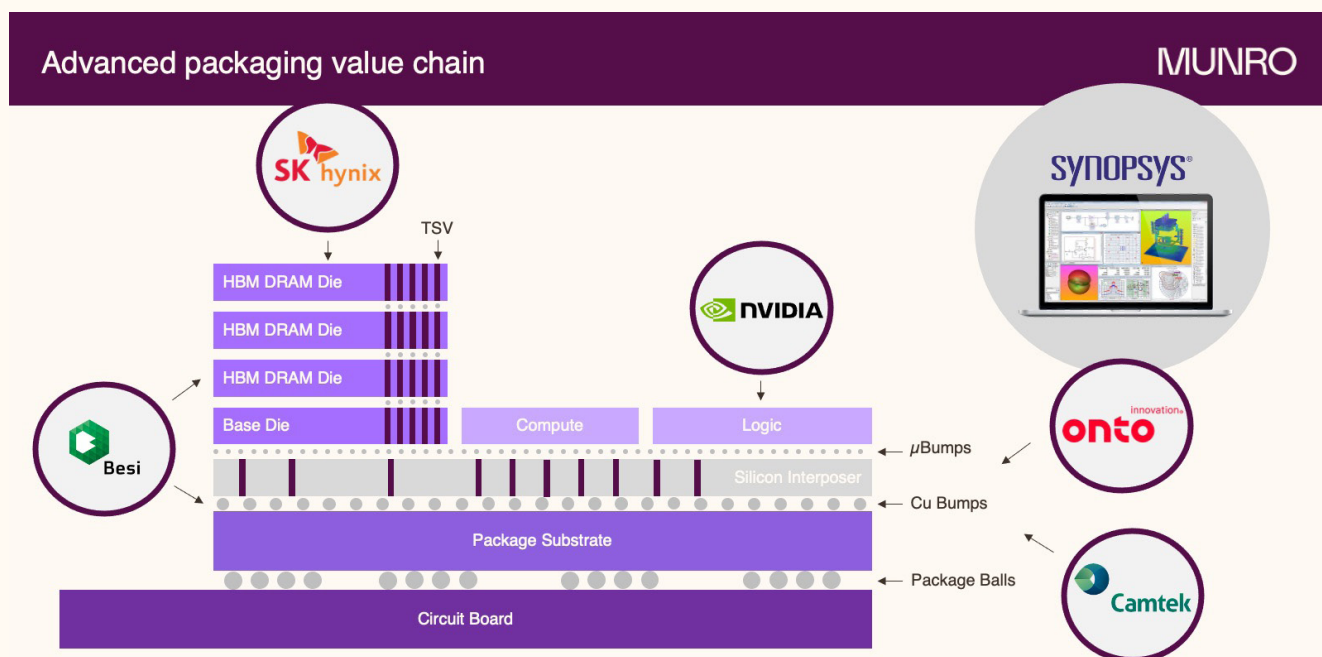 Advanced packaging value chain
MUNRO
SK hynix
SYNOPSYS®
TSV
HBM DRAM Die
HBM DRAM Die
NVIDIA
HBM DRAM Die
Besi
Base Die
Compute
Logic
innovation®
onto
µBumps
Silicon Interposer
Cu Bumps
Package Substrate
Package Balls
Camtek
Circuit Board